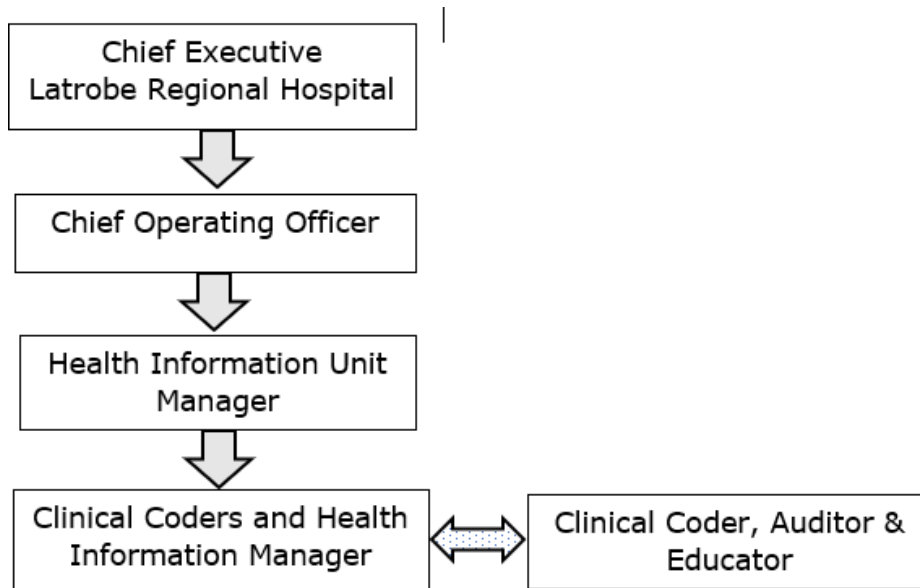 Chief Executive
Latrobe Regional Hospital
Chief Operating Officer
Health Information Unit
Manager
Clinical Coders and Health
Information Manager
Clinical Coder, Auditor &
Educator